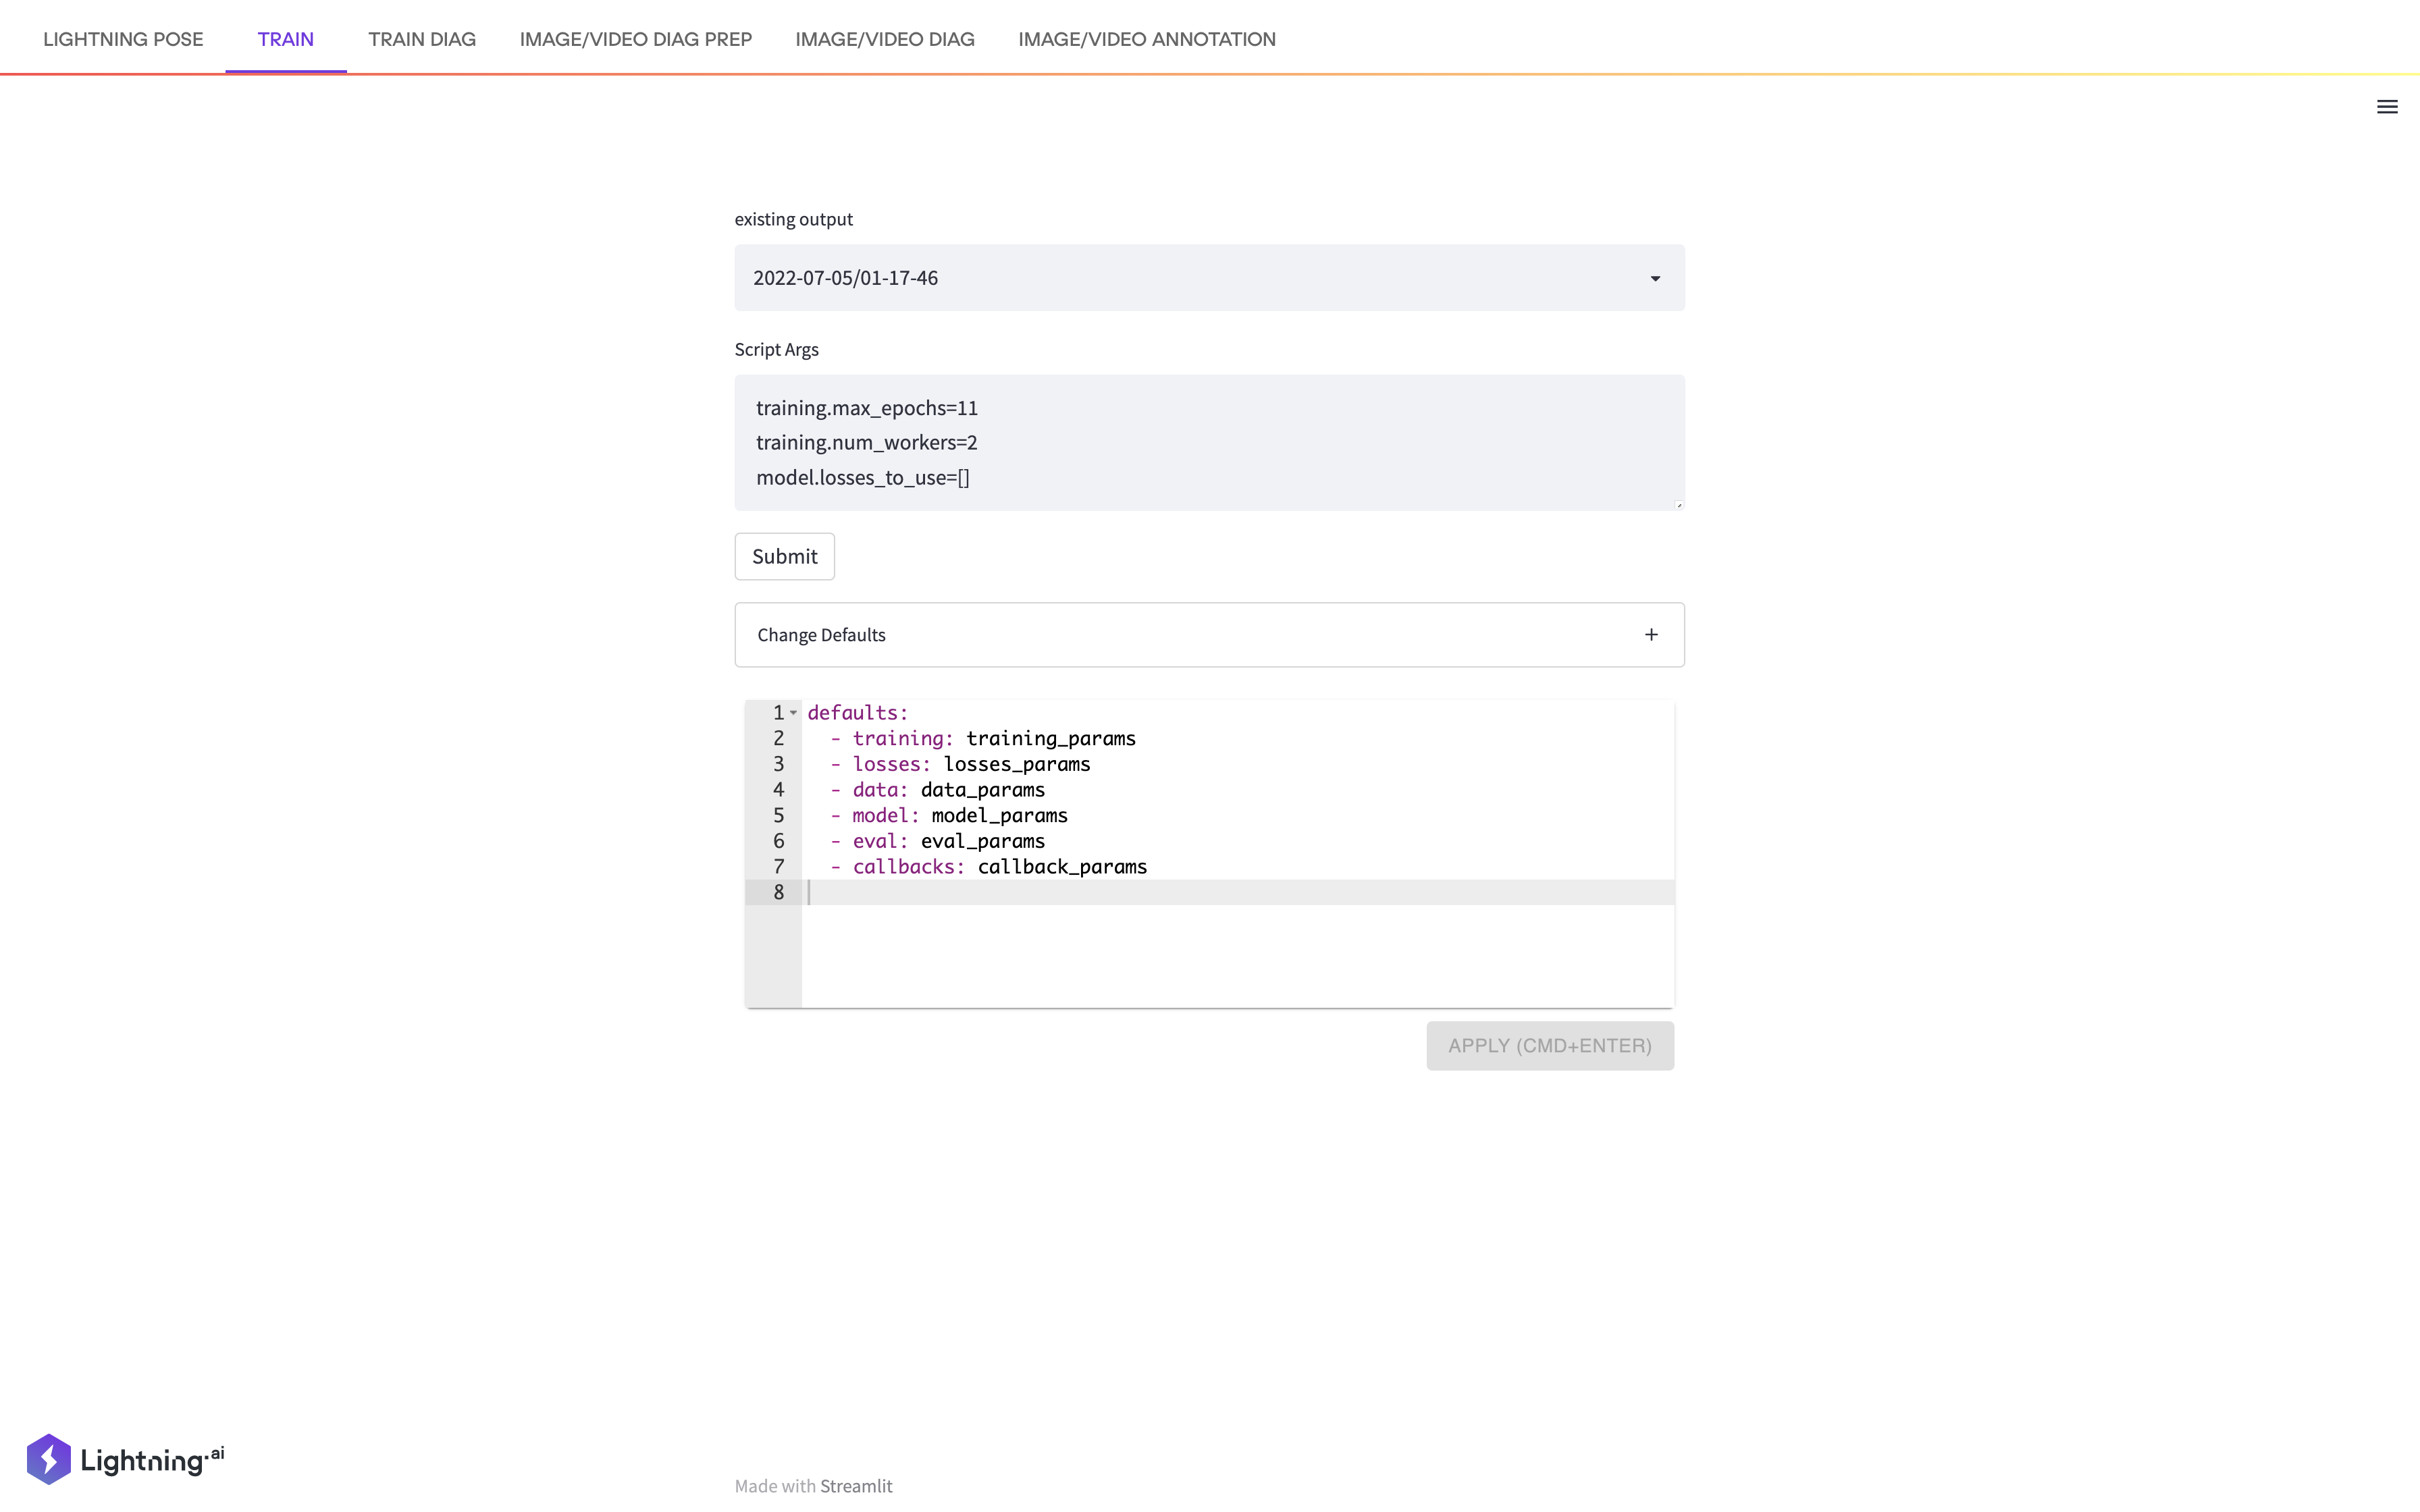 LIGHTNING POSE TRAIN TRAIN DIAG IMAGE/VIDEO DIAG PREP IMAGE/VIDEO DIAG IMAGE/VIDEO ANNOTATION
existing output
2022-07-05/01-17-46
Script Args
training.max_epochs=11
training.num_workers=2
model.losses_to_use=[]
Submit
Change Defaults +
1 defaults:
2 - training: training_params
3 - losses: losses_params
4 - data: data_params
5 - model: model_params
6 - eval: eval_params
7 - callbacks: callback_params
8
APPLY (CMD+ENTER)
Lightning.ai
Made with Streamlit